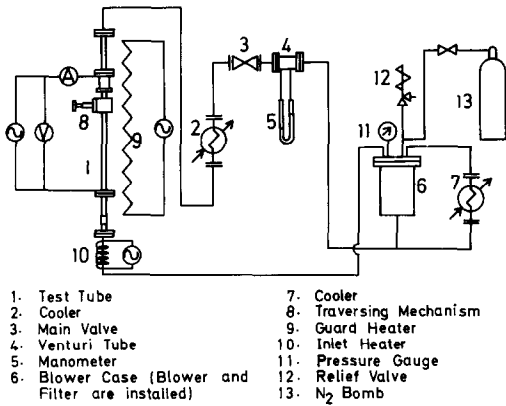 A
V
1
2
3
4
5
6
7
8
9
10
11
12
13
1. Test Tube
2. Cooler
3. Main Valve
4. Venturi Tube
5. Manometer
6. Blower Case (Blower and
Filter are installed)
7. Cooler
8. Traversing Mechanism
9. Guard Heater
10. Inlet Heater
11. Pressure Gauge
12. Relief Valve
13. N2 Bomb